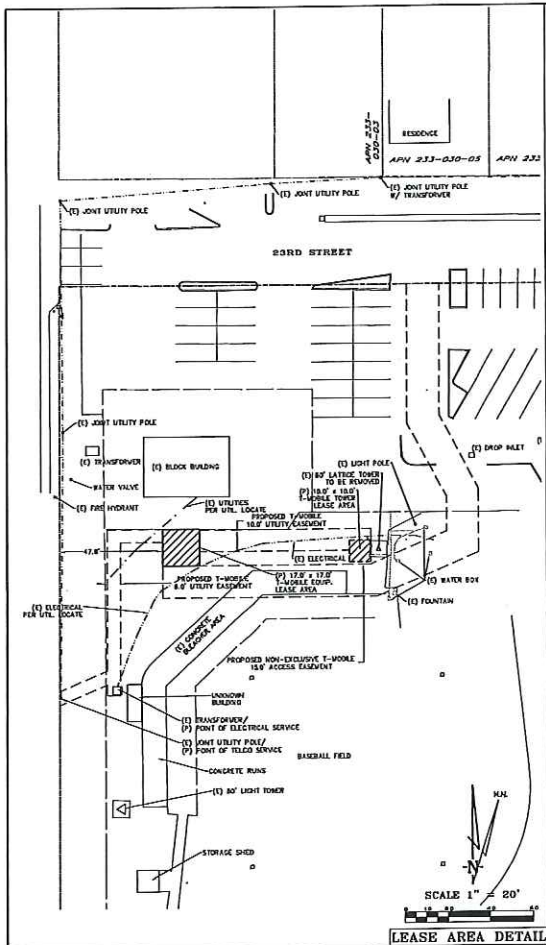 APN 233-
030-03
RESIDENCE
APN 233-030-05
APN 233
(E) JOINT UTILITY POLE
(E) JOINT UTILITY POLE
W/ TRANSFORMER
(E) JOINT UTILITY POLE
23RD STREET
(E) JOINT UTILITY POLE
(E) TRANSFORMER
(E) BLOCK BUILDING
WATER VALVE
(E) FIRE HYDRANT
(E) UTILITIES
PER UTIL. LOCATE
(E) DROP INLET
(E) LIGHT POLE
(E) 80' LATTICE TOWER
TO BE REMOVED
(P) 10.0' x 10.0'
T-MOBILE TOWER
LEASE AREA
PROPOSED T-MOBILE
10.0' UTILITY EASEMENT
47.0'
(E) ELECTRICAL
PROPOSED T-MOBILE
6.0' UTILITY EASEMENT
(P) 17.0' x 17.0'
T-MOBILE EQUIP.
LEASE AREA
(E) WATER BOX
(E) FOUNTAIN
(E) ELECTRICAL
PER UTIL. LOCATE
(E) CONCRETE
BLEACHER AREA
PROPOSED NON-EXCLUSIVE T-MOBILE
15.0' ACCESS EASEMENT
UNKNOWN
BUILDING
(E) TRANSFORMER/
(P) POINT OF ELECTRICAL SERVICE
(E) JOINT UTILITY POLE/
(P) POINT OF TELCO SERVICE
BASEBALL FIELD
CONCRETE RUNS
(E) 80' LIGHT TOWER
STORAGE SHED
M.N.
N
SCALE 1" = 20'
LEASE AREA DETAIL